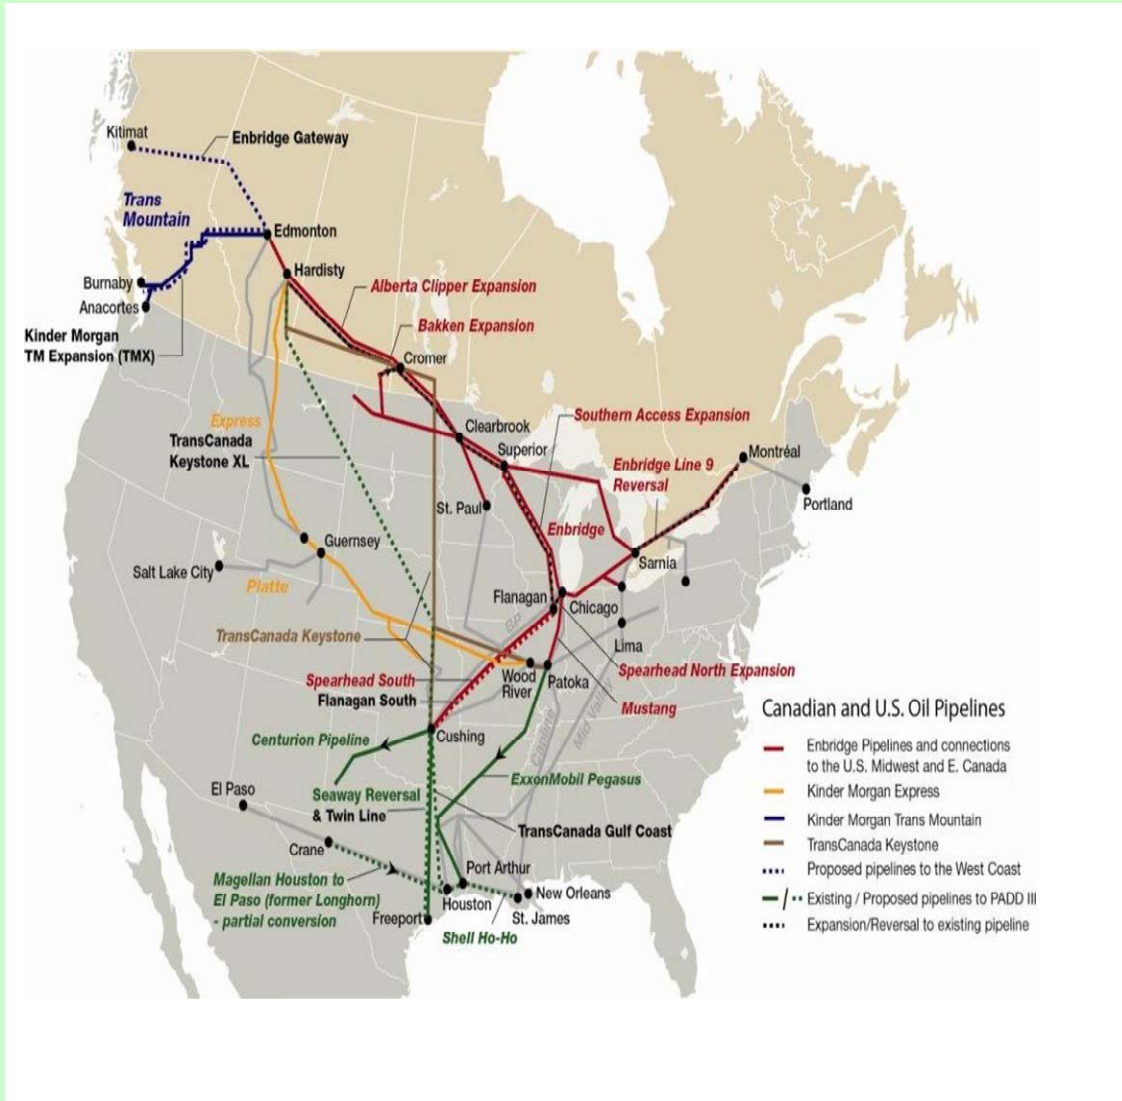 Kitimat
Enbridge Gateway
Trans
Mountain
Edmonton
Hardisty
Burnaby
Anacortes
Alberta Clipper Expansion
Bakken Expansion
Kinder Morgan
TM Expansion (TMX)
Cromer
Express
TransCanada
Keystone XL
Clearbrook
Southern Access Expansion
Superior
Enbridge Line 9
Reversal
Montréal
Portland
St. Paul
Enbridge
Sarnia
Guernsey
Salt Lake City
Platte
Flanagan
Chicago
BP
Lima
TransCanada Keystone
Spearhead South
Flanagan South
Wood
River
Patoka
Spearhead North Expansion
Mustang
Capline
Mid Valley
Cushing
Centurion Pipeline
ExxonMobil Pegasus
El Paso
Seaway Reversal
& Twin Line
TransCanada Gulf Coast
Crane
Port Arthur
Magellan Houston to
El Paso (former Longhorn)
- partial conversion
Houston
New Orleans
St. James
Freeport
Shell Ho-Ho
Canadian and U.S. Oil Pipelines
Enbridge Pipelines and connections
to the U.S. Midwest and E. Canada
Kinder Morgan Express
Kinder Morgan Trans Mountain
TransCanada Keystone
Proposed pipelines to the West Coast
Existing / Proposed pipelines to PADD III
Expansion/Reversal to existing pipeline